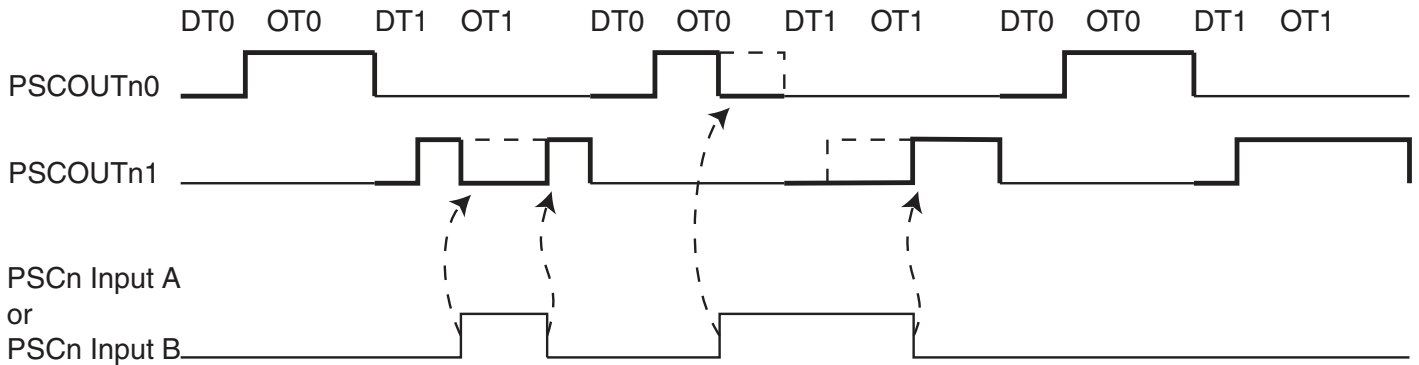 DT0 OT0 DT1 OT1 DT0 OT0 DT1 OT1 DT0 OT0 DT1 OT1
PSCOUTn0
PSCOUTn1
PSCn Input A
or
PSCn Input B